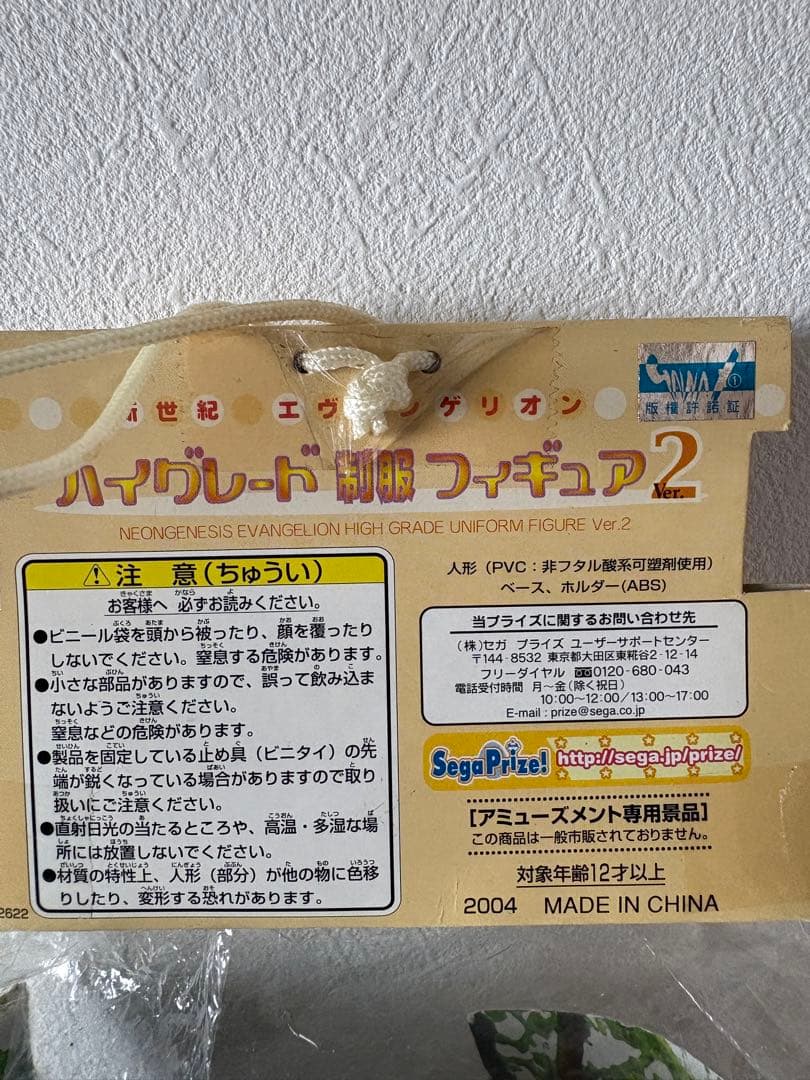 世紀 エヴ ンゲリオン
GAINAX ①
版権許諾証
ハイグレード 制服 フィギュア Ver. 2
NEONGENESIS EVANGELION HIGH GRADE UNIFORM FIGURE Ver.2
⚠注 意(ちゅうい)
お客様へ 必ずお読みください。
●ビニール袋を頭から被ったり、顔を覆ったり
しないでください。窒息する危険があります。
●小さな部品がありますので、誤って飲み込ま
ないようご注意ください。
窒息などの危険があります。
●製品を固定している止め具(ビニタイ)の先
端が鋭くなっている場合がありますので取り
扱いにご注意ください。
●直射日光の当たるところや、高温・多湿な場
所には放置しないでください。
●材質の特性上、人形(部分)が他の物に色移
りしたり、変形する恐れがあります。
2622
人形(PVC:非フタル酸系可塑剤使用)
ベース、ホルダー(ABS)
当プライズに関するお問い合わせ先
(株)セガ プライズ ユーザーサポートセンター
〒144-8532 東京都大田区東糀谷2-12-14
フリーダイヤル 0120-680-043
電話受付時間 月~金(除く祝日)
10:00~12:00/13:00~17:00
E-mail:prize@sega.co.jp
SegaPrize! http://sega.jp/prize/
[アミューズメント専用景品]
この商品は一般市販されておりません。
対象年齢12才以上
2004 MADE IN CHINA